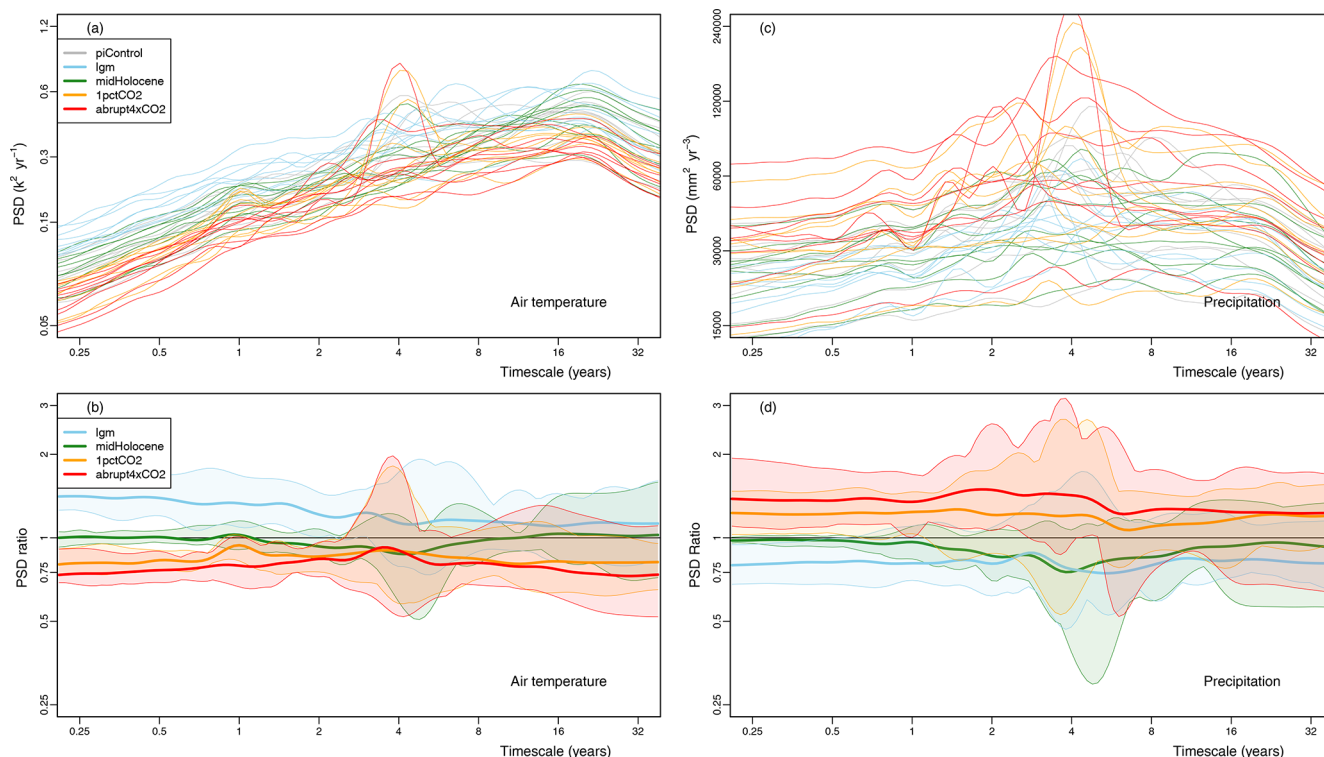 (a)
1.2
0.6
0.3
0.15
0.05
PSD (k² yr⁻¹)
piControl
lgm
midHolocene
1pctCO2
abrupt4xCO2
Air temperature
0.25 0.5 1 2 4 8 16 32
Timescale (years)
(c)
240000
120000
60000
30000
15000
PSD (mm² yr⁻³)
Precipitation
0.25 0.5 1 2 4 8 16 32
Timescale (years)
(b)
3
2
1
0.75
0.5
0.25
PSD ratio
lgm
midHolocene
1pctCO2
abrupt4xCO2
Air temperature
0.25 0.5 1 2 4 8 16 32
Timescale (years)
(d)
3
2
1
0.75
0.5
0.25
PSD Ratio
Precipitation
0.25 0.5 1 2 4 8 16 32
Timescale (years)